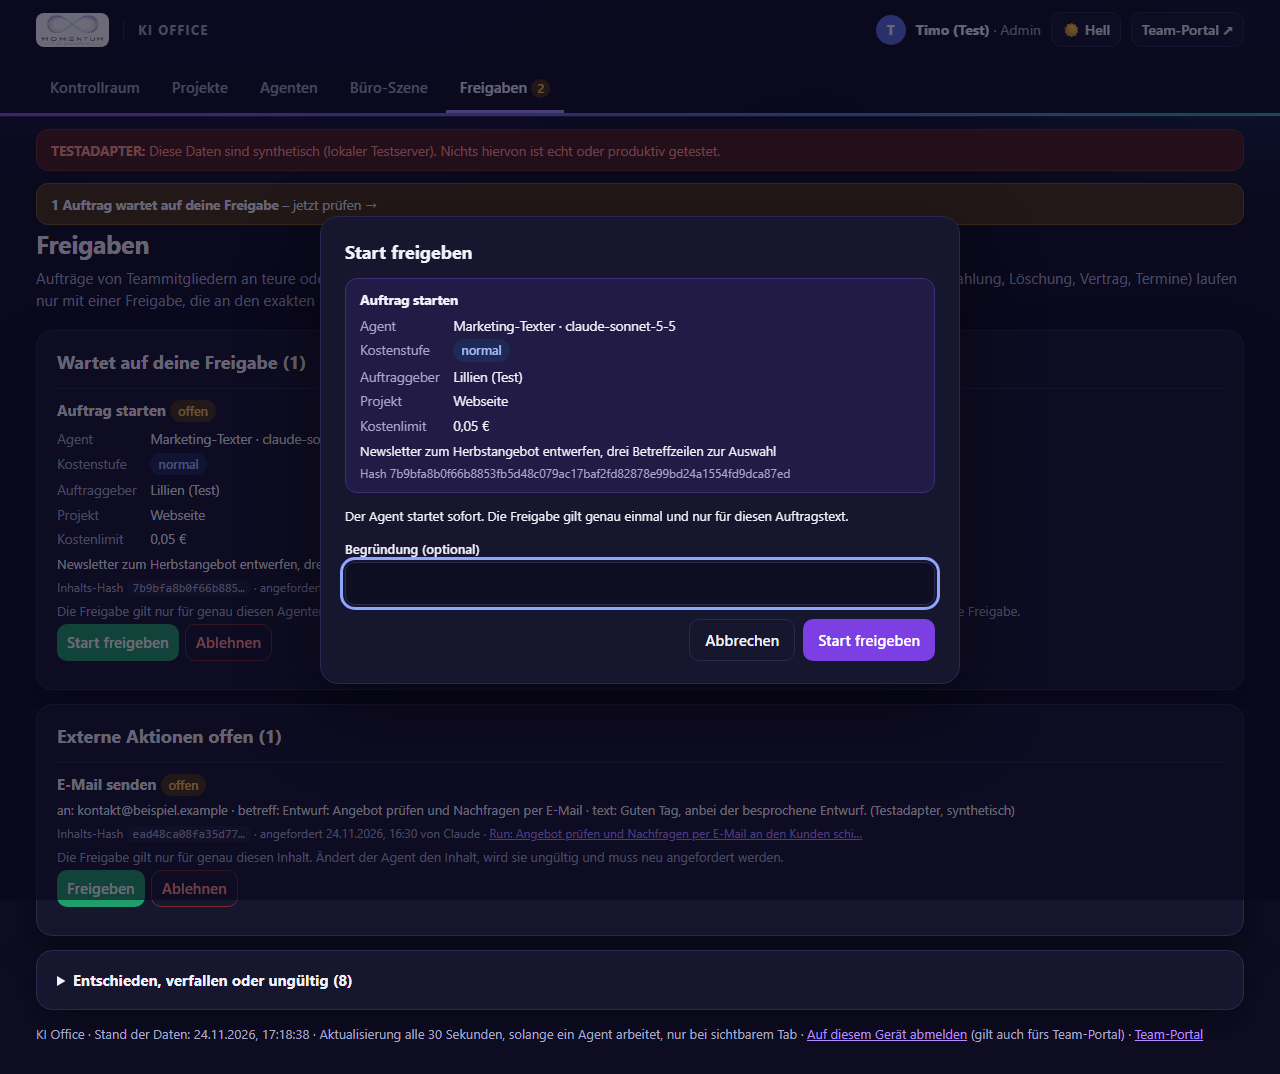 MOMENTUM
KI OFFICE
T
Timo (Test) · Admin
Hell
Team-Portal ↗
Kontrollraum
Projekte
Agenten
Büro-Szene
Freigaben 2
TESTADAPTER: Diese Daten sind synthetisch (lokaler Testserver). Nichts hiervon ist echt oder produktiv getestet.
1 Auftrag wartet auf deine Freigabe – jetzt prüfen →
Freigaben
Aufträge von Teammitgliedern an teure ode
ahlung, Löschung, Vertrag, Termine) laufen
nur mit einer Freigabe, die an den exakten
Wartet auf deine Freigabe (1)
Auftrag starten offen
Agent Marketing-Texter · claude-so
Kostenstufe normal
Auftraggeber Lillien (Test)
Projekt Webseite
Kostenlimit 0,05 €
Newsletter zum Herbstangebot entwerfen, dre
Inhalts-Hash 7b9bfa8b0f66b885… · angefordert
Die Freigabe gilt nur für genau diesen Agenten
e Freigabe.
Start freigeben
Ablehnen
Start freigeben
Auftrag starten
Agent Marketing-Texter · claude-sonnet-5-5
Kostenstufe normal
Auftraggeber Lillien (Test)
Projekt Webseite
Kostenlimit 0,05 €
Newsletter zum Herbstangebot entwerfen, drei Betreffzeilen zur Auswahl
Hash 7b9bfa8b0f66b8853fb5d48c079ac17baf2fd82878e99bd24a1554fd9dca87ed
Der Agent startet sofort. Die Freigabe gilt genau einmal und nur für diesen Auftragstext.
Begründung (optional)
Abbrechen
Start freigeben
Externe Aktionen offen (1)
E-Mail senden offen
an: kontakt@beispiel.example · betreff: Entwurf: Angebot prüfen und Nachfragen per E-Mail · text: Guten Tag, anbei der besprochene Entwurf. (Testadapter, synthetisch)
Inhalts-Hash ead48ca08fa35d77… · angefordert 24.11.2026, 16:30 von Claude · Run: Angebot prüfen und Nachfragen per E-Mail an den Kunden schi…
Die Freigabe gilt nur für genau diesen Inhalt. Ändert der Agent den Inhalt, wird sie ungültig und muss neu angefordert werden.
Freigeben
Ablehnen
Entschieden, verfallen oder ungültig (8)
KI Office · Stand der Daten: 24.11.2026, 17:18:38 · Aktualisierung alle 30 Sekunden, solange ein Agent arbeitet, nur bei sichtbarem Tab · Auf diesem Gerät abmelden (gilt auch fürs Team-Portal) · Team-Portal